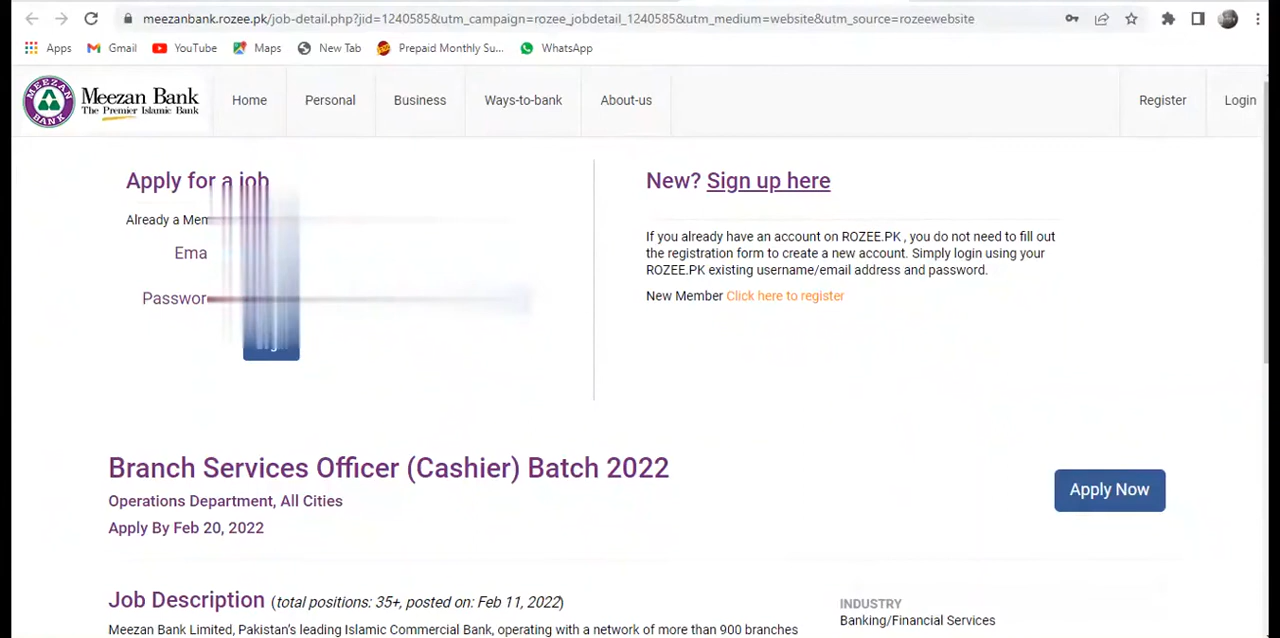 meezanbank.rozee.pk/job-detail.php?jid=1240585&utm_campaign=rozee_jobdetail_1240585&utm_medium=website&utm_source=rozeewebsite
Apps Gmail YouTube Maps New Tab Prepaid Monthly Su... WhatsApp
MEEZAN BANK
Meezan Bank
The Premier Islamic Bank
Home Personal Business Ways-to-bank About-us Register Login
Apply for a job
Already a Mem
Ema
Passwor
New? Sign up here
If you already have an account on ROZEE.PK , you do not need to fill out
the registration form to create a new account. Simply login using your
ROZEE.PK existing username/email address and password.
New Member Click here to register
Branch Services Officer (Cashier) Batch 2022
Operations Department, All Cities
Apply By Feb 20, 2022
Apply Now
Job Description (total positions: 35+, posted on: Feb 11, 2022)
Meezan Bank Limited, Pakistan's leading Islamic Commercial Bank, operating with a network of more than 900 branches
INDUSTRY
Banking/Financial Services